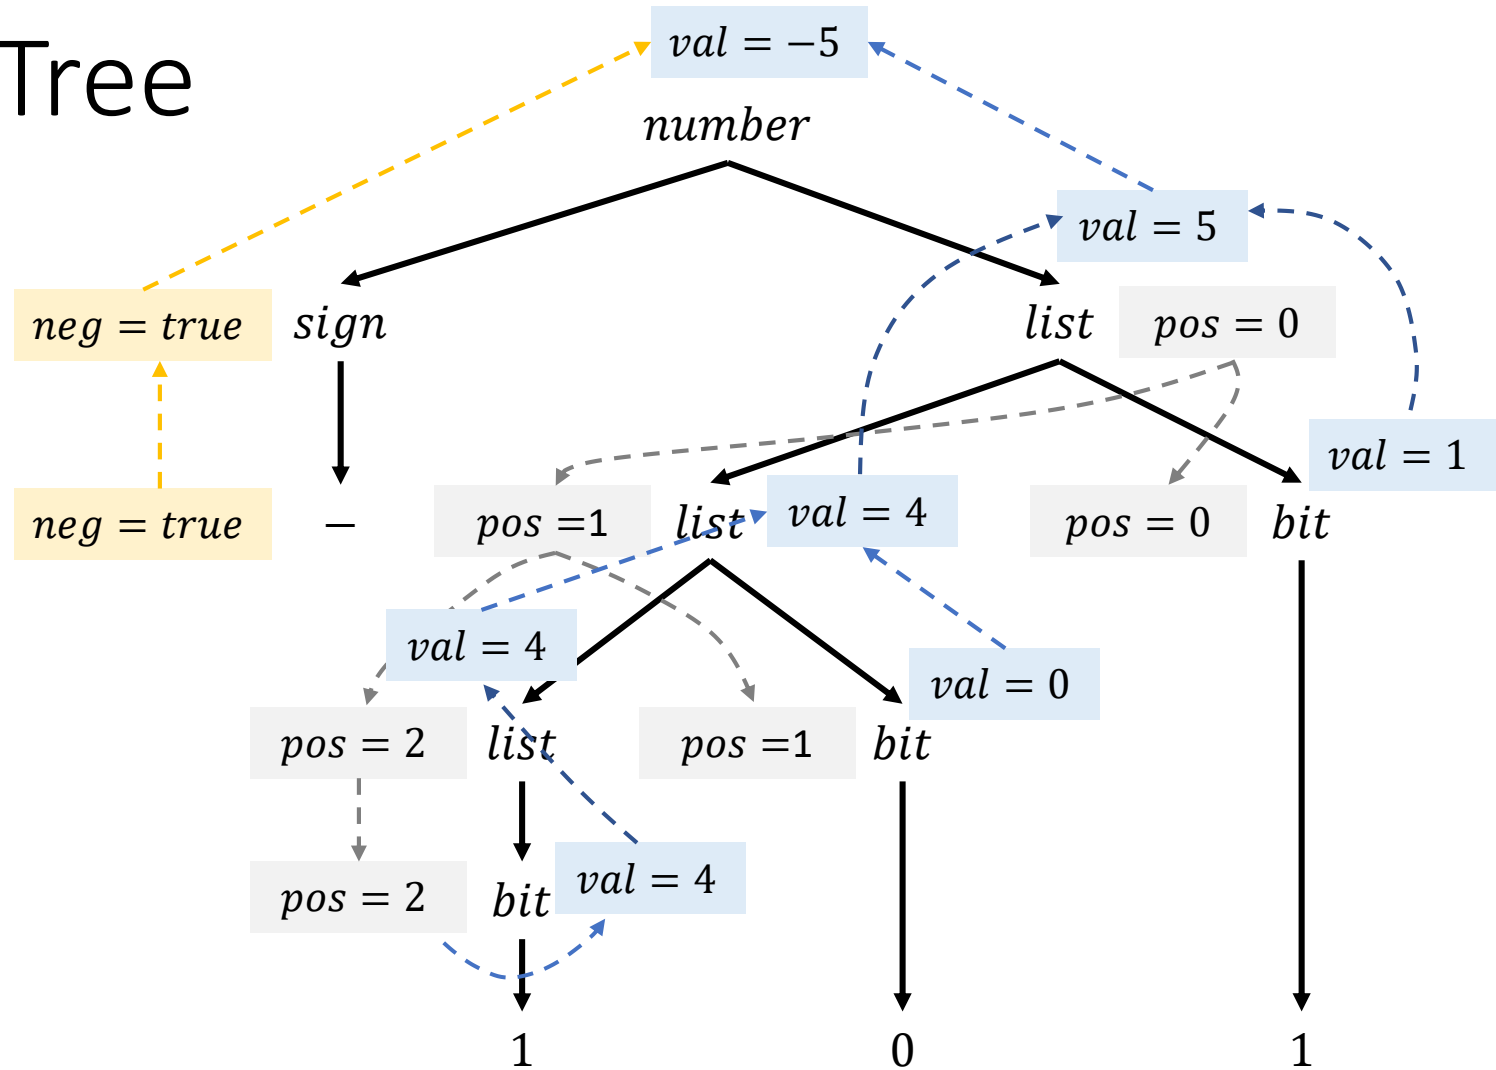 Tree
val = −5
number
val = 5
neg = true sign list pos = 0
val = 1
neg = true − pos =1 list val = 4 pos = 0 bit
val = 4 val = 0
pos = 2 list pos =1 bit
pos = 2 bit val = 4
1 0 1